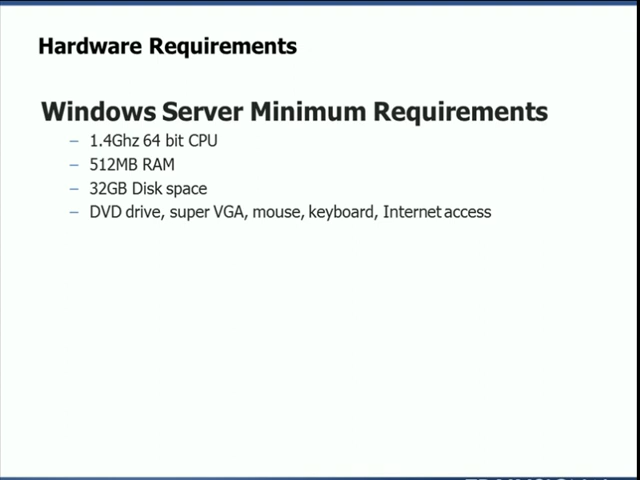 Hardware Requirements
Windows Server Minimum Requirements
– 1.4Ghz 64 bit CPU
– 512MB RAM
– 32GB Disk space
– DVD drive, super VGA, mouse, keyboard, Internet access